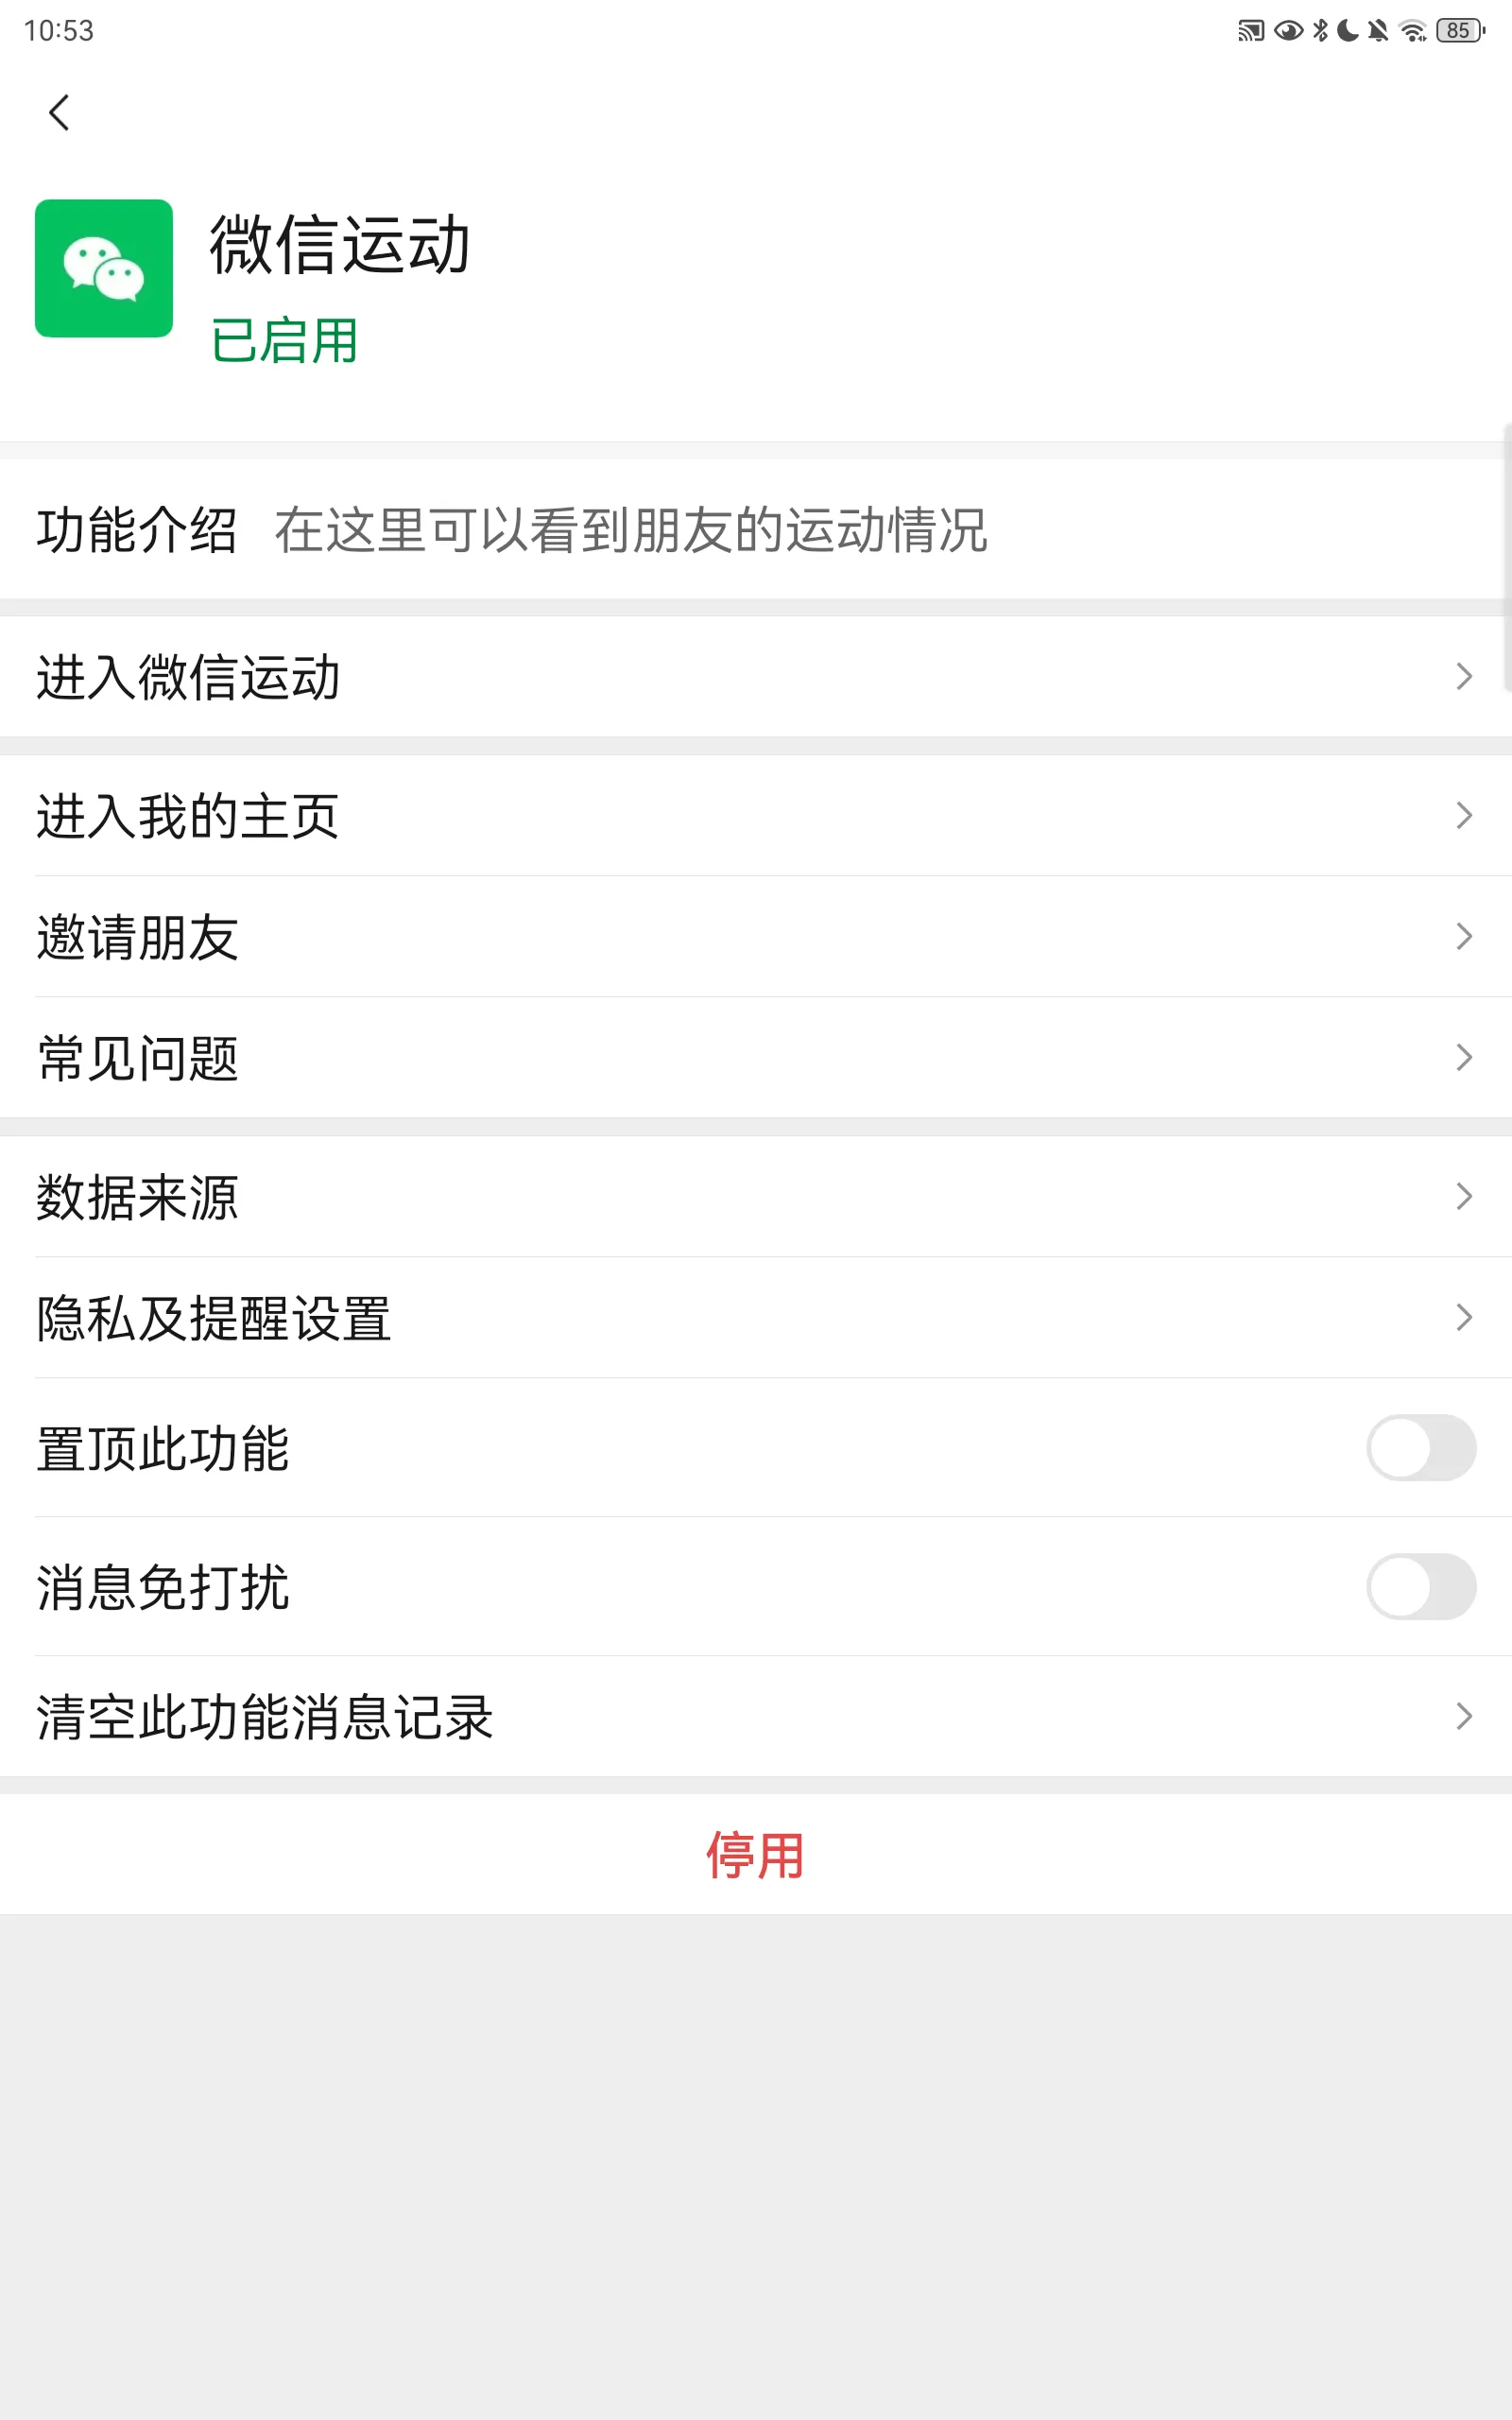 10:53
85
微信运动
已启用
功能介绍 在这里可以看到朋友的运动情况
进入微信运动
进入我的主页
邀请朋友
常见问题
数据来源
隐私及提醒设置
置顶此功能
消息免打扰
清空此功能消息记录
停用